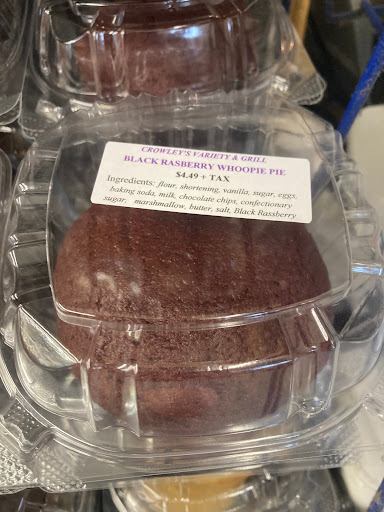 CROWLEY'S VARIETY & GRILL
BLACK RASBERRY WHOOPIE PIE
$4.49 + TAX
Ingredients; flour, shortening, vanilla, sugar, eggs,
baking soda, milk, chocolate chips, confectionary
sugar, marshmallow, butter, salt, Black Rassberry